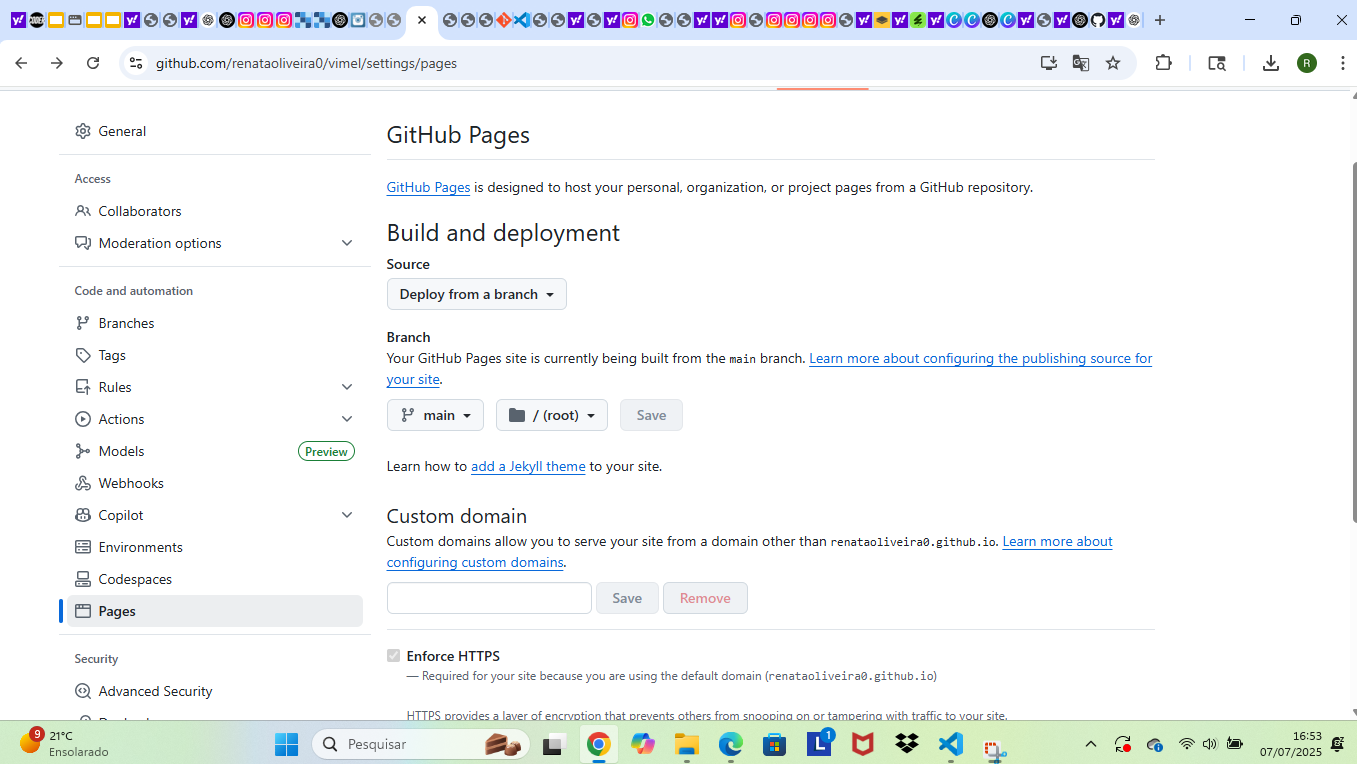 github.com/renataoliveira0/vimel/settings/pages
R
General
Access
Collaborators
Moderation options
Code and automation
Branches
Tags
Rules
Actions
Models
Preview
Webhooks
Copilot
Environments
Codespaces
Pages
Security
Advanced Security
GitHub Pages
GitHub Pages is designed to host your personal, organization, or project pages from a GitHub repository.
Build and deployment
Source
Deploy from a branch
Branch
Your GitHub Pages site is currently being built from the main branch. Learn more about configuring the publishing source for
your site.
main
/ (root)
Save
Learn how to add a Jekyll theme to your site.
Custom domain
Custom domains allow you to serve your site from a domain other than renataoliveira0.github.io. Learn more about
configuring custom domains.
Save
Remove
Enforce HTTPS
— Required for your site because you are using the default domain (renataoliveira0.github.io)
HTTPS provides a layer of encryption that prevents others from snooping on or tampering with traffic to your site.
9
21°C
Ensolarado
Pesquisar
L
1
16:53
07/07/2025